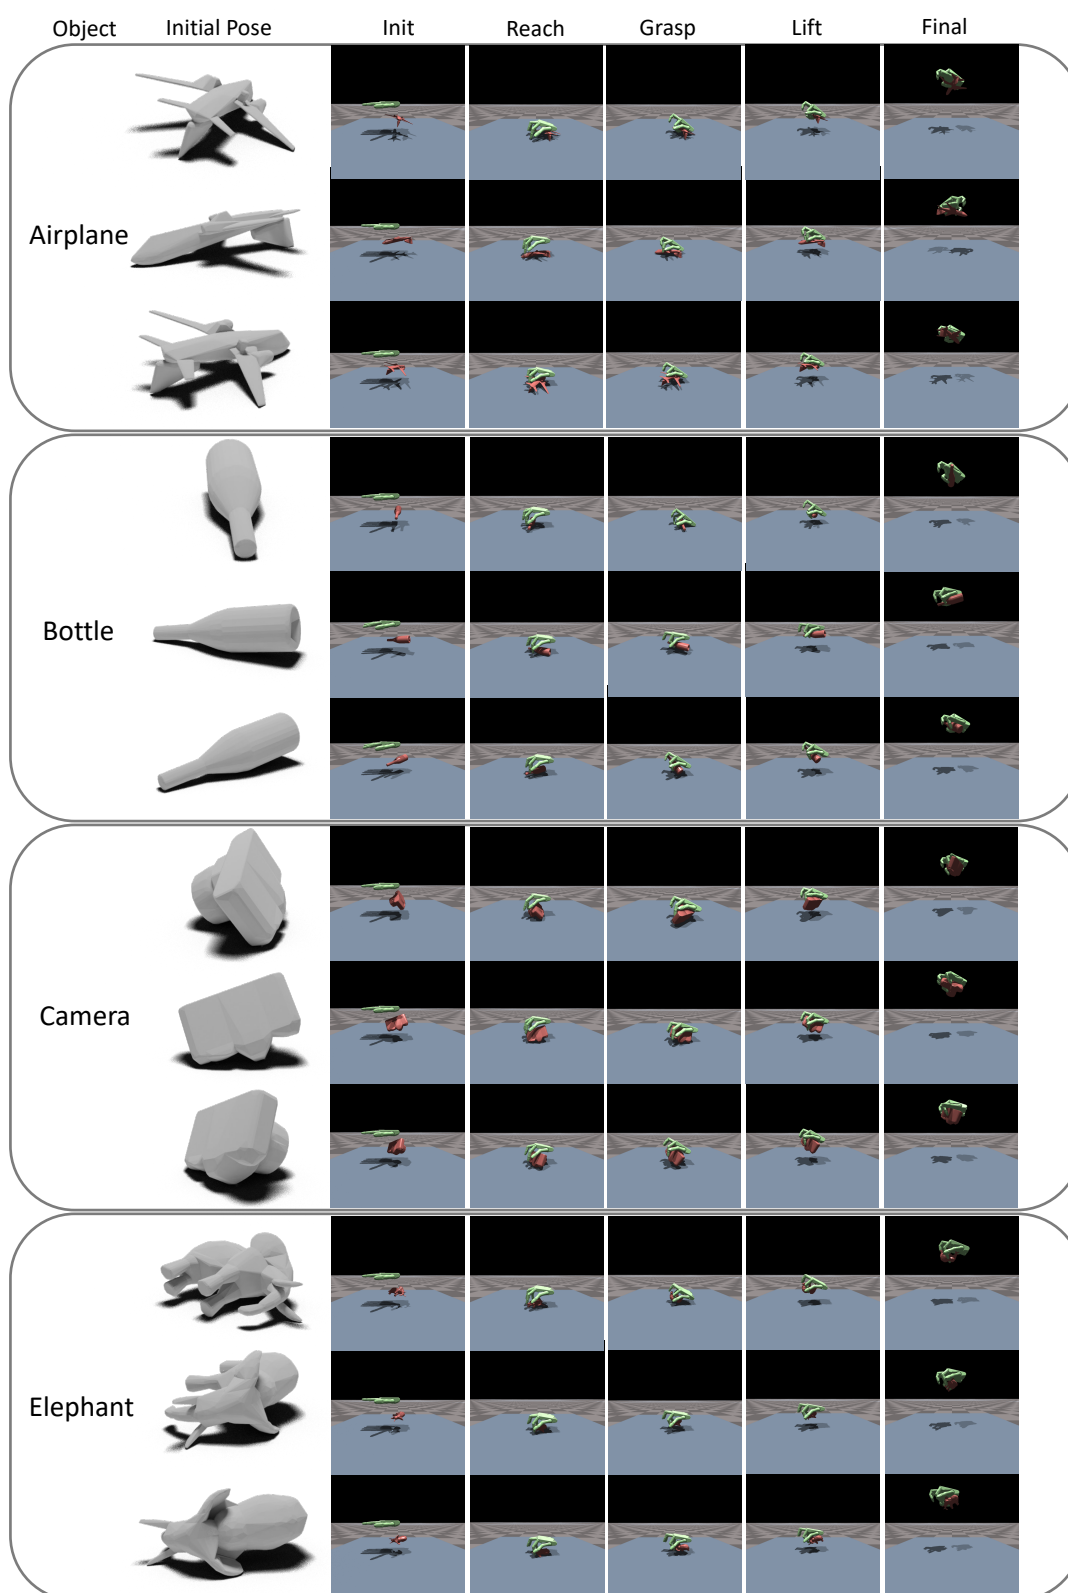 Object Initial Pose Init Reach Grasp Lift Final
Airplane
Bottle
Camera
Elephant